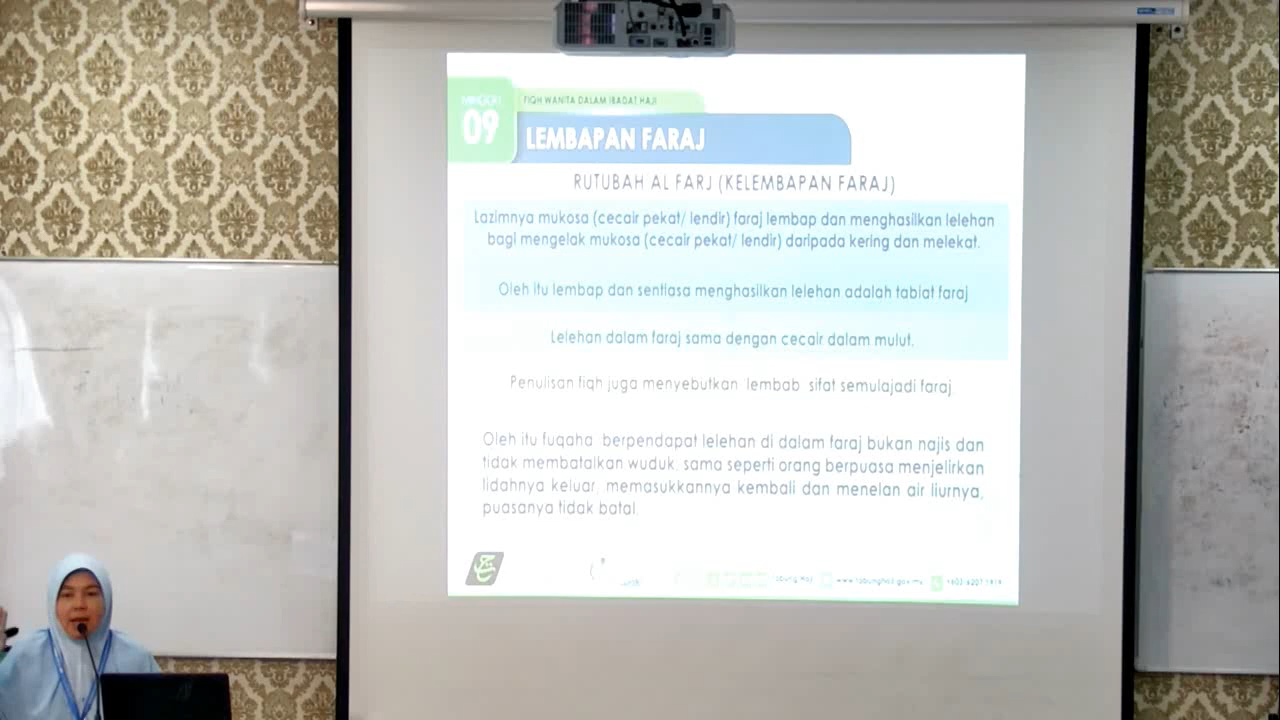 MINGGU
09
FIQH WANITA DALAM IBADAT HAJI
LEMBAPAN FARAJ
RUTUBAH AL FARJ (KELEMBAPAN FARAJ)
Lazimnya mukosa (cecair pekat/ lendir) faraj lembap dan menghasilkan lelehan
bagi mengelak mukosa (cecair pekat/ lendir) daripada kering dan melekat.
Oleh itu lembap dan sentiasa menghasilkan lelehan adalah tabiat faraj
Lelehan dalam faraj sama dengan cecair dalam mulut.
Penulisan fiqh juga menyebutkan lembab sifat semulajadi faraj.
Oleh itu fuqaha berpendapat lelehan di dalam faraj bukan najis dan
tidak membatalkan wuduk, sama seperti orang berpuasa menjelirkan
lidahnya keluar, memasukkannya kembali dan menelan air liurnya,
puasanya tidak batal.
www.tabunghaji.gov.my